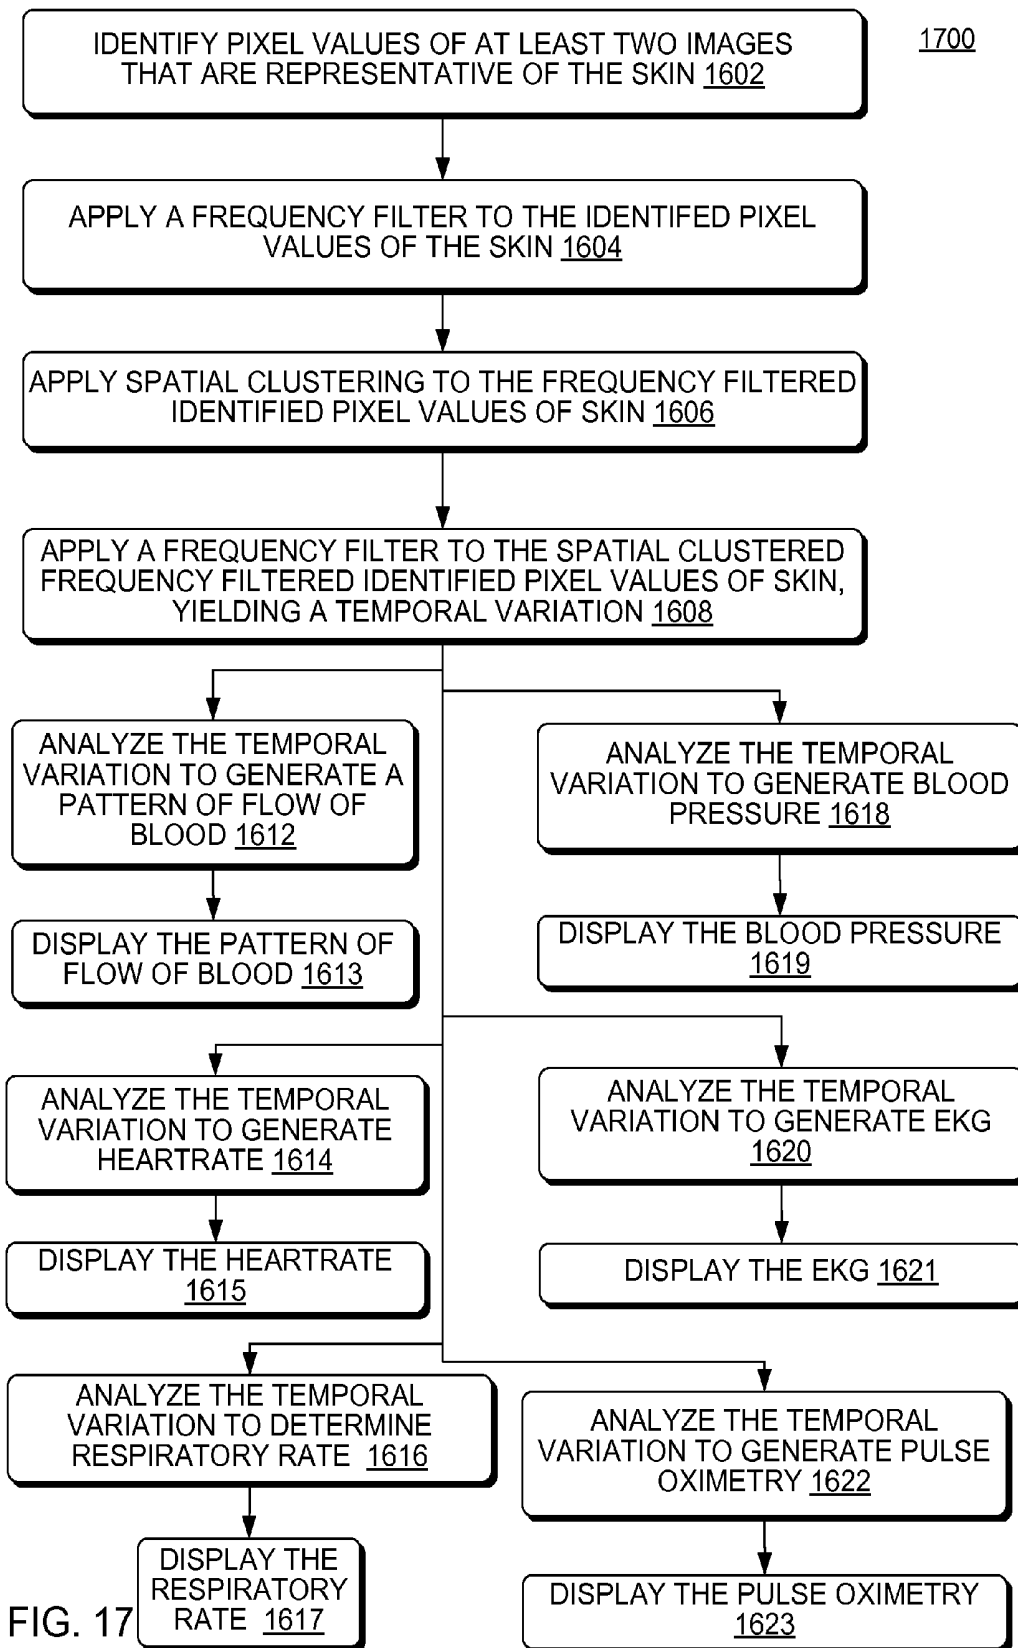 1700
IDENTIFY PIXEL VALUES OF AT LEAST TWO IMAGES
THAT ARE REPRESENTATIVE OF THE SKIN 1602
APPLY A FREQUENCY FILTER TO THE IDENTIFED PIXEL
VALUES OF THE SKIN 1604
APPLY SPATIAL CLUSTERING TO THE FREQUENCY FILTERED
IDENTIFIED PIXEL VALUES OF SKIN 1606
APPLY A FREQUENCY FILTER TO THE SPATIAL CLUSTERED
FREQUENCY FILTERED IDENTIFIED PIXEL VALUES OF SKIN,
YIELDING A TEMPORAL VARIATION 1608
ANALYZE THE TEMPORAL
VARIATION TO GENERATE A
PATTERN OF FLOW OF
BLOOD 1612
DISPLAY THE PATTERN OF
FLOW OF BLOOD 1613
ANALYZE THE TEMPORAL
VARIATION TO GENERATE BLOOD
PRESSURE 1618
DISPLAY THE BLOOD PRESSURE
1619
ANALYZE THE TEMPORAL
VARIATION TO GENERATE
HEARTRATE 1614
DISPLAY THE HEARTRATE
1615
ANALYZE THE TEMPORAL
VARIATION TO GENERATE EKG
1620
DISPLAY THE EKG 1621
ANALYZE THE TEMPORAL
VARIATION TO DETERMINE
RESPIRATORY RATE 1616
DISPLAY THE
RESPIRATORY
RATE 1617
ANALYZE THE TEMPORAL
VARIATION TO GENERATE PULSE
OXIMETRY 1622
DISPLAY THE PULSE OXIMETRY
1623
FIG. 17